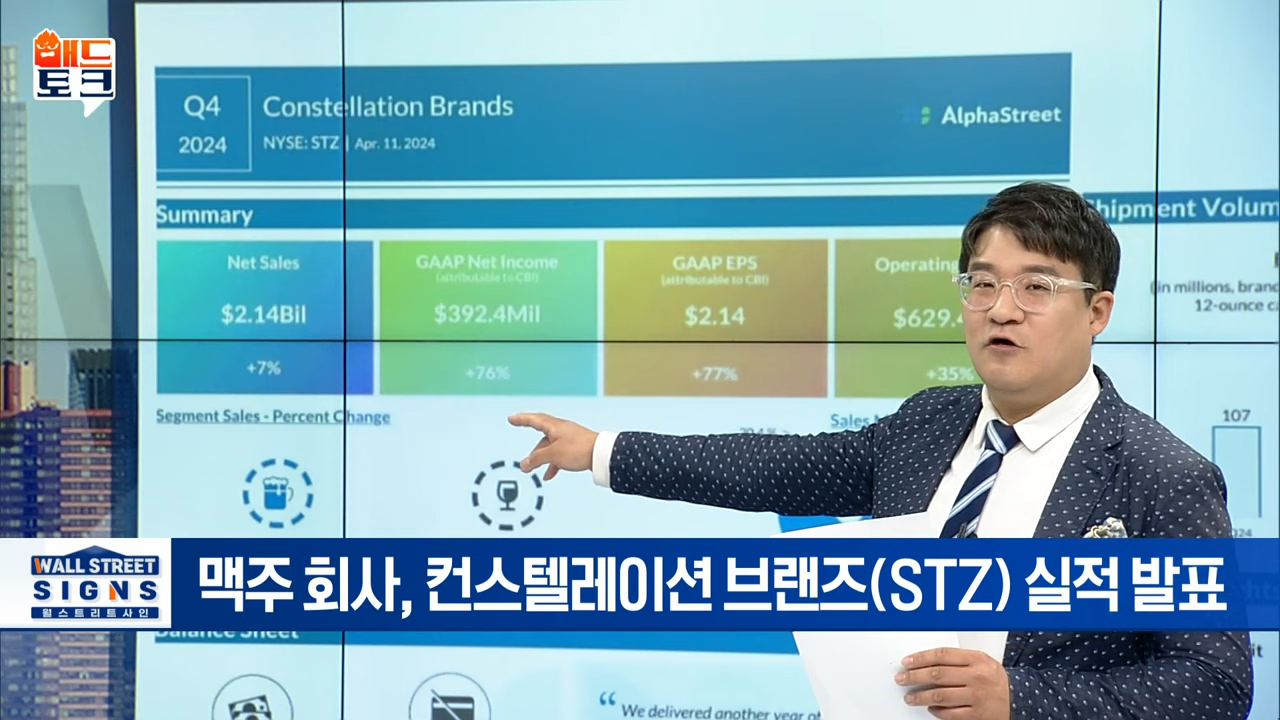 매드
토크
Q4
2024
Constellation Brands
NYSE: STZ | Apr. 11, 2024
AlphaStreet
Summary
Shipment Volum
Net Sales
$2.14Bil
+7%
GAAP Net Income
(attributable to CBI)
$392.4Mil
+76%
GAAP EPS
(attributable to CBI)
$2.14
+77%
Operating
$629.
+35%
(in millions, brand
12-ounce ca
Segment Sales - Percent Change
Sales
107
WALL STREET
SIGNS
월스트리트사인
맥주 회사, 컨스텔레이션 브랜즈(STZ) 실적 발표
Balance Sheet
“We delivered another year of